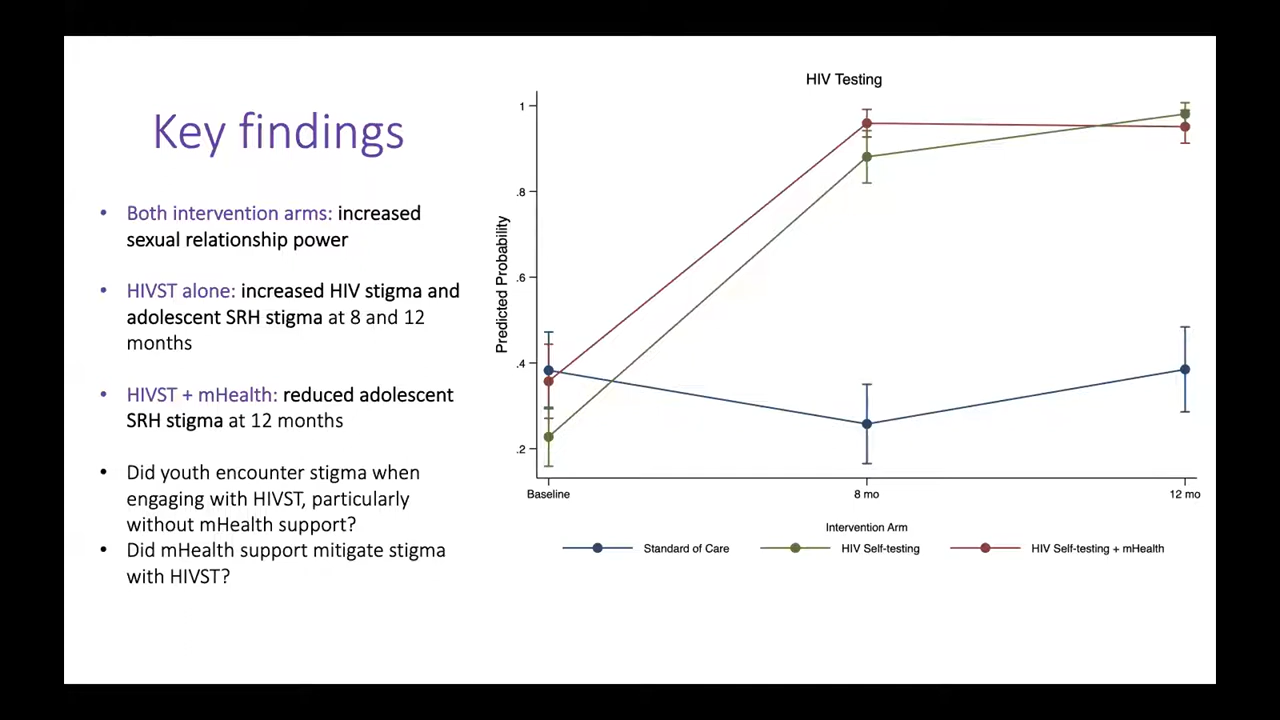 Key findings
• Both intervention arms: increased
sexual relationship power
• HIVST alone: increased HIV stigma and
adolescent SRH stigma at 8 and 12
months
• HIVST + mHealth: reduced adolescent
SRH stigma at 12 months
• Did youth encounter stigma when
engaging with HIVST, particularly
without mHealth support?
• Did mHealth support mitigate stigma
with HIVST?
HIV Testing
Predicted Probability
1
.8
.6
.4
.2
Baseline
8 mo
12 mo
Intervention Arm
Standard of Care
HIV Self-testing
HIV Self-testing + mHealth